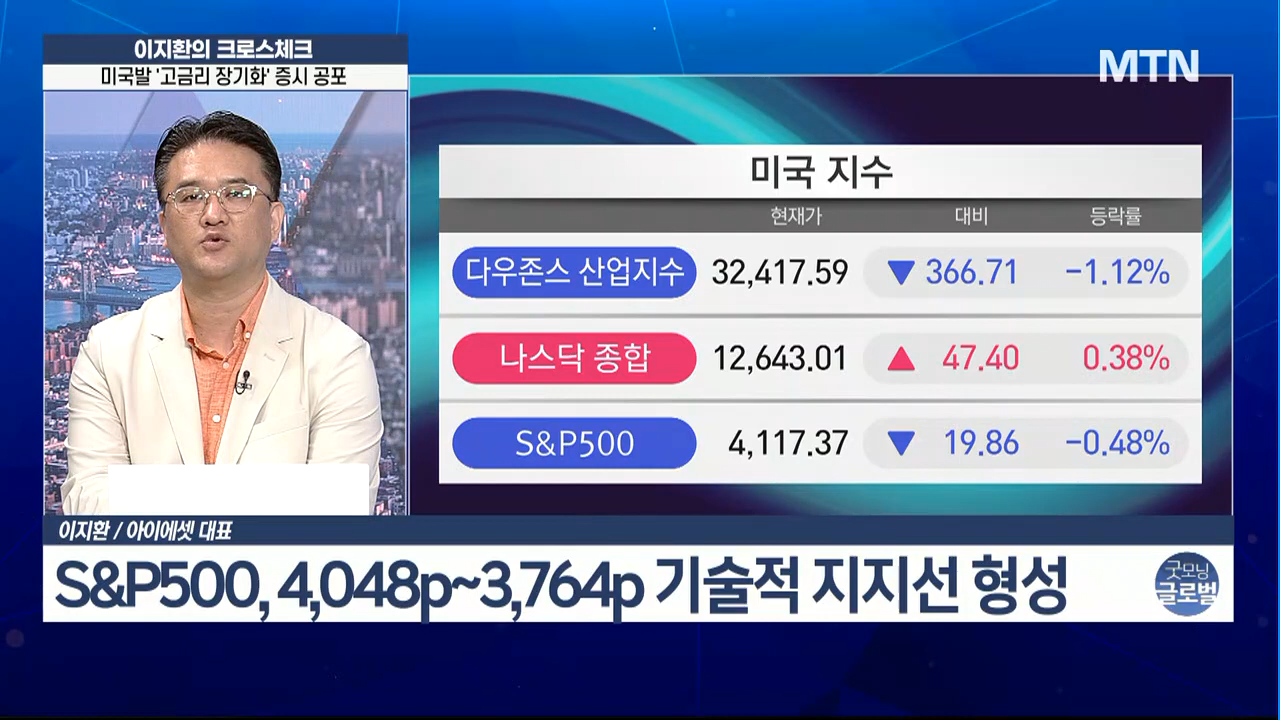 이지환의 크로스체크
미국발 '고금리 장기화' 증시 공포
MTN
미국 지수
현재가 대비 등락률
다우존스 산업지수 32,417.59 ▼ 366.71 -1.12%
나스닥 종합 12,643.01 ▲ 47.40 0.38%
S&P500 4,117.37 ▼ 19.86 -0.48%
이지환 / 아이에셋 대표
S&P500, 4,048p~3,764p 기술적 지지선 형성
굿모닝
글로벌